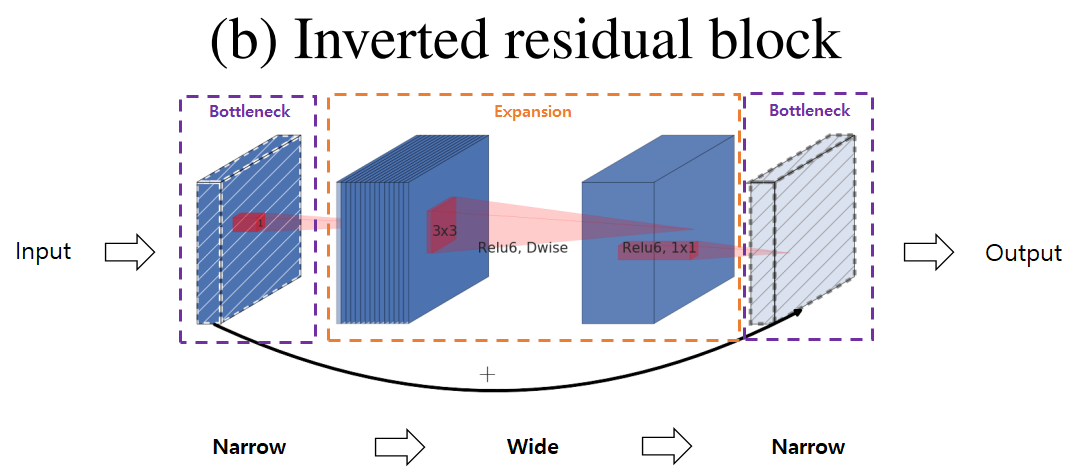 (b) Inverted residual block
Bottleneck
Expansion
Bottleneck
1
3x3
Relu6, Dwise
Relu6, 1x1
Input
Output
+
Narrow
Wide
Narrow